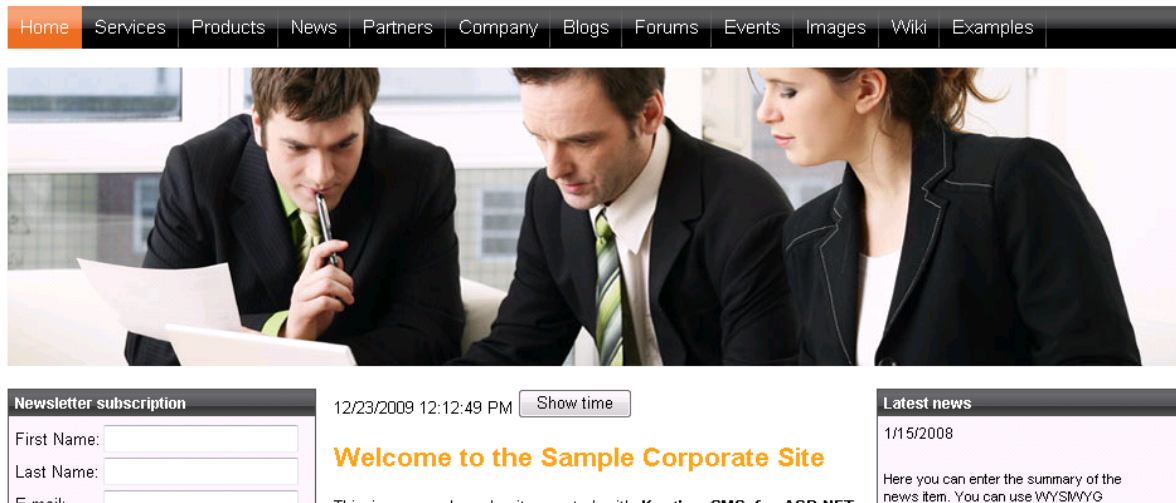 Home Services Products News Partners Company Blogs Forums Events Images Wiki Examples
Newsletter subscription
First Name:
Last Name:
E-mail:
12/23/2009 12:12:49 PM Show time
Welcome to the Sample Corporate Site
Latest news
1/15/2008
Here you can enter the summary of the
news item. You can use WYSIWYG